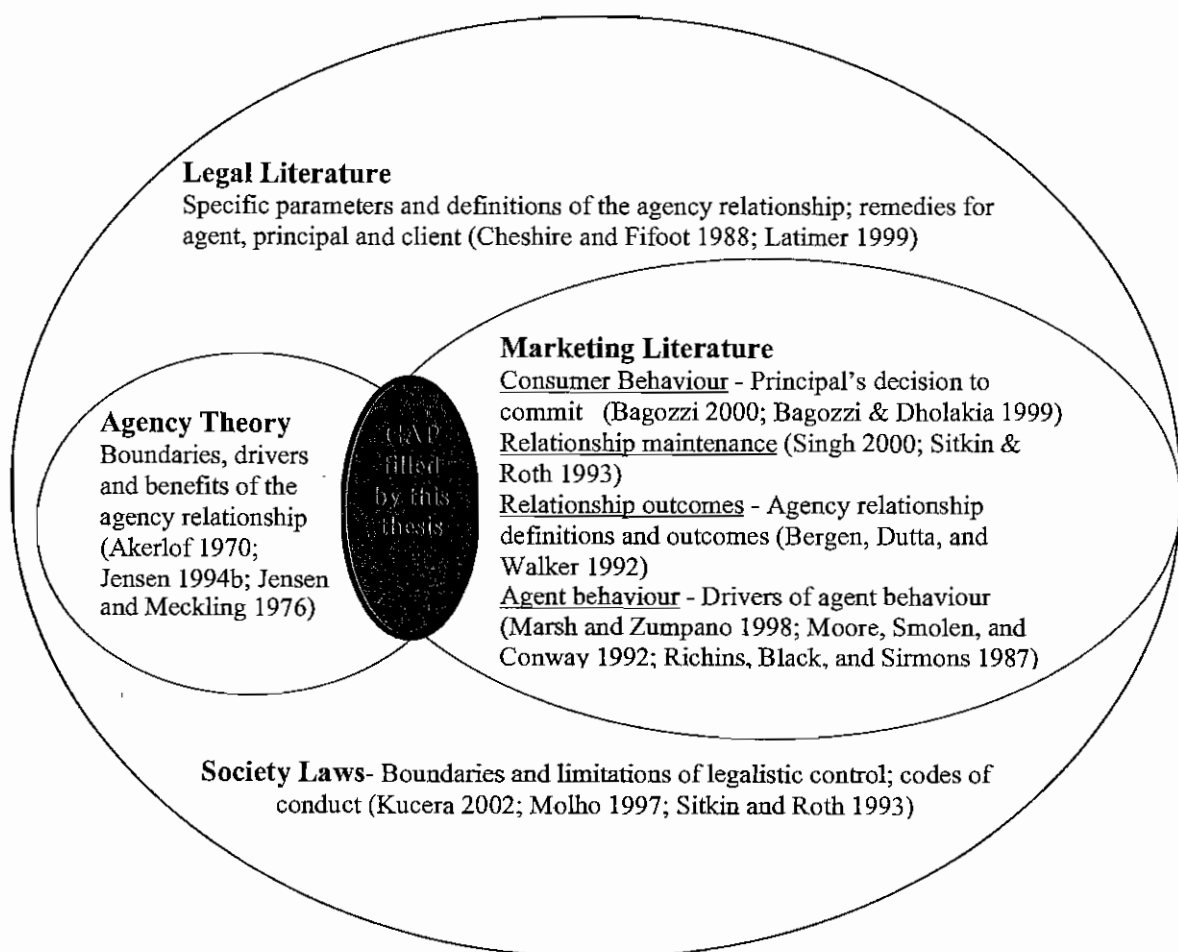 Legal Literature
Specific parameters and definitions of the agency relationship; remedies for
agent, principal and client (Cheshire and Fifoot 1988; Latimer 1999)
Marketing Literature
Consumer Behaviour - Principal's decision to
commit (Bagozzi 2000; Bagozzi & Dholakia 1999)
Relationship maintenance (Singh 2000; Sitkin &
Roth 1993)
Relationship outcomes - Agency relationship
definitions and outcomes (Bergen, Dutta, and
Walker 1992)
Agent behaviour - Drivers of agent behaviour
(Marsh and Zumpano 1998; Moore, Smolen, and
Conway 1992; Richins, Black, and Sirmons 1987)
Agency Theory
Boundaries, drivers
and benefits of the
agency relationship
(Akerlof 1970;
Jensen 1994b; Jensen
and Meckling 1976)
GAP
filled
by this
thesis
Society Laws- Boundaries and limitations of legalistic control; codes of
conduct (Kucera 2002; Molho 1997; Sitkin and Roth 1993)